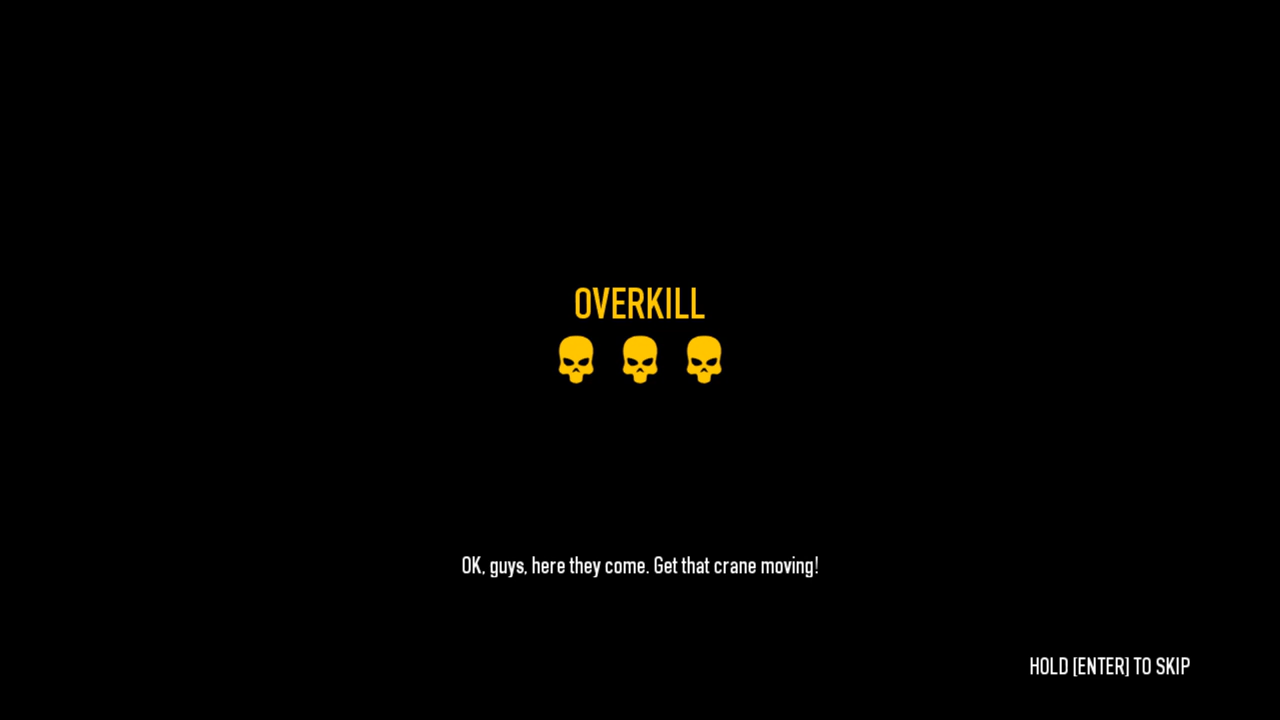 OVERKILL
OK, guys, here they come. Get that crane moving!
HOLD [ENTER] TO SKIP